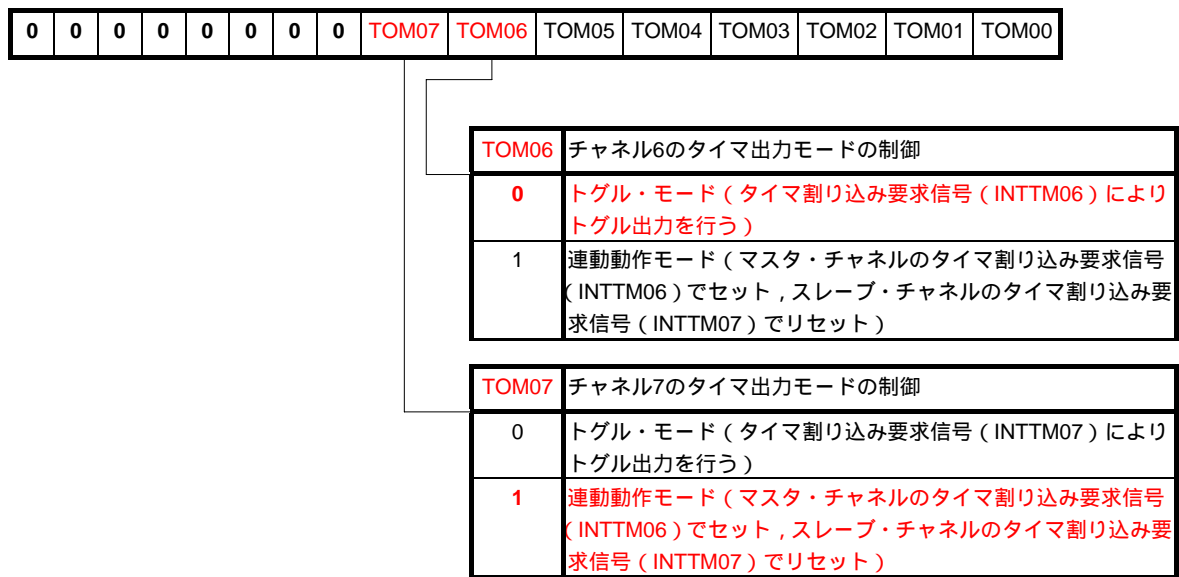 0 0 0 0 0 0 0 0 TOM07 TOM06 TOM05 TOM04 TOM03 TOM02 TOM01 TOM00
TOM06 チャネル6のタイマ出力モードの制御
0 トグル・モード（タイマ割り込み要求信号（INTTM06）により
トグル出力を行う）
1 連動動作モード（マスタ・チャネルのタイマ割り込み要求信号
（INTTM06）でセット，スレーブ・チャネルのタイマ割り込み要
求信号（INTTM07）でリセット）
TOM07 チャネル7のタイマ出力モードの制御
0 トグル・モード（タイマ割り込み要求信号（INTTM07）により
トグル出力を行う）
1 連動動作モード（マスタ・チャネルのタイマ割り込み要求信号
（INTTM06）でセット，スレーブ・チャネルのタイマ割り込み要
求信号（INTTM07）でリセット）